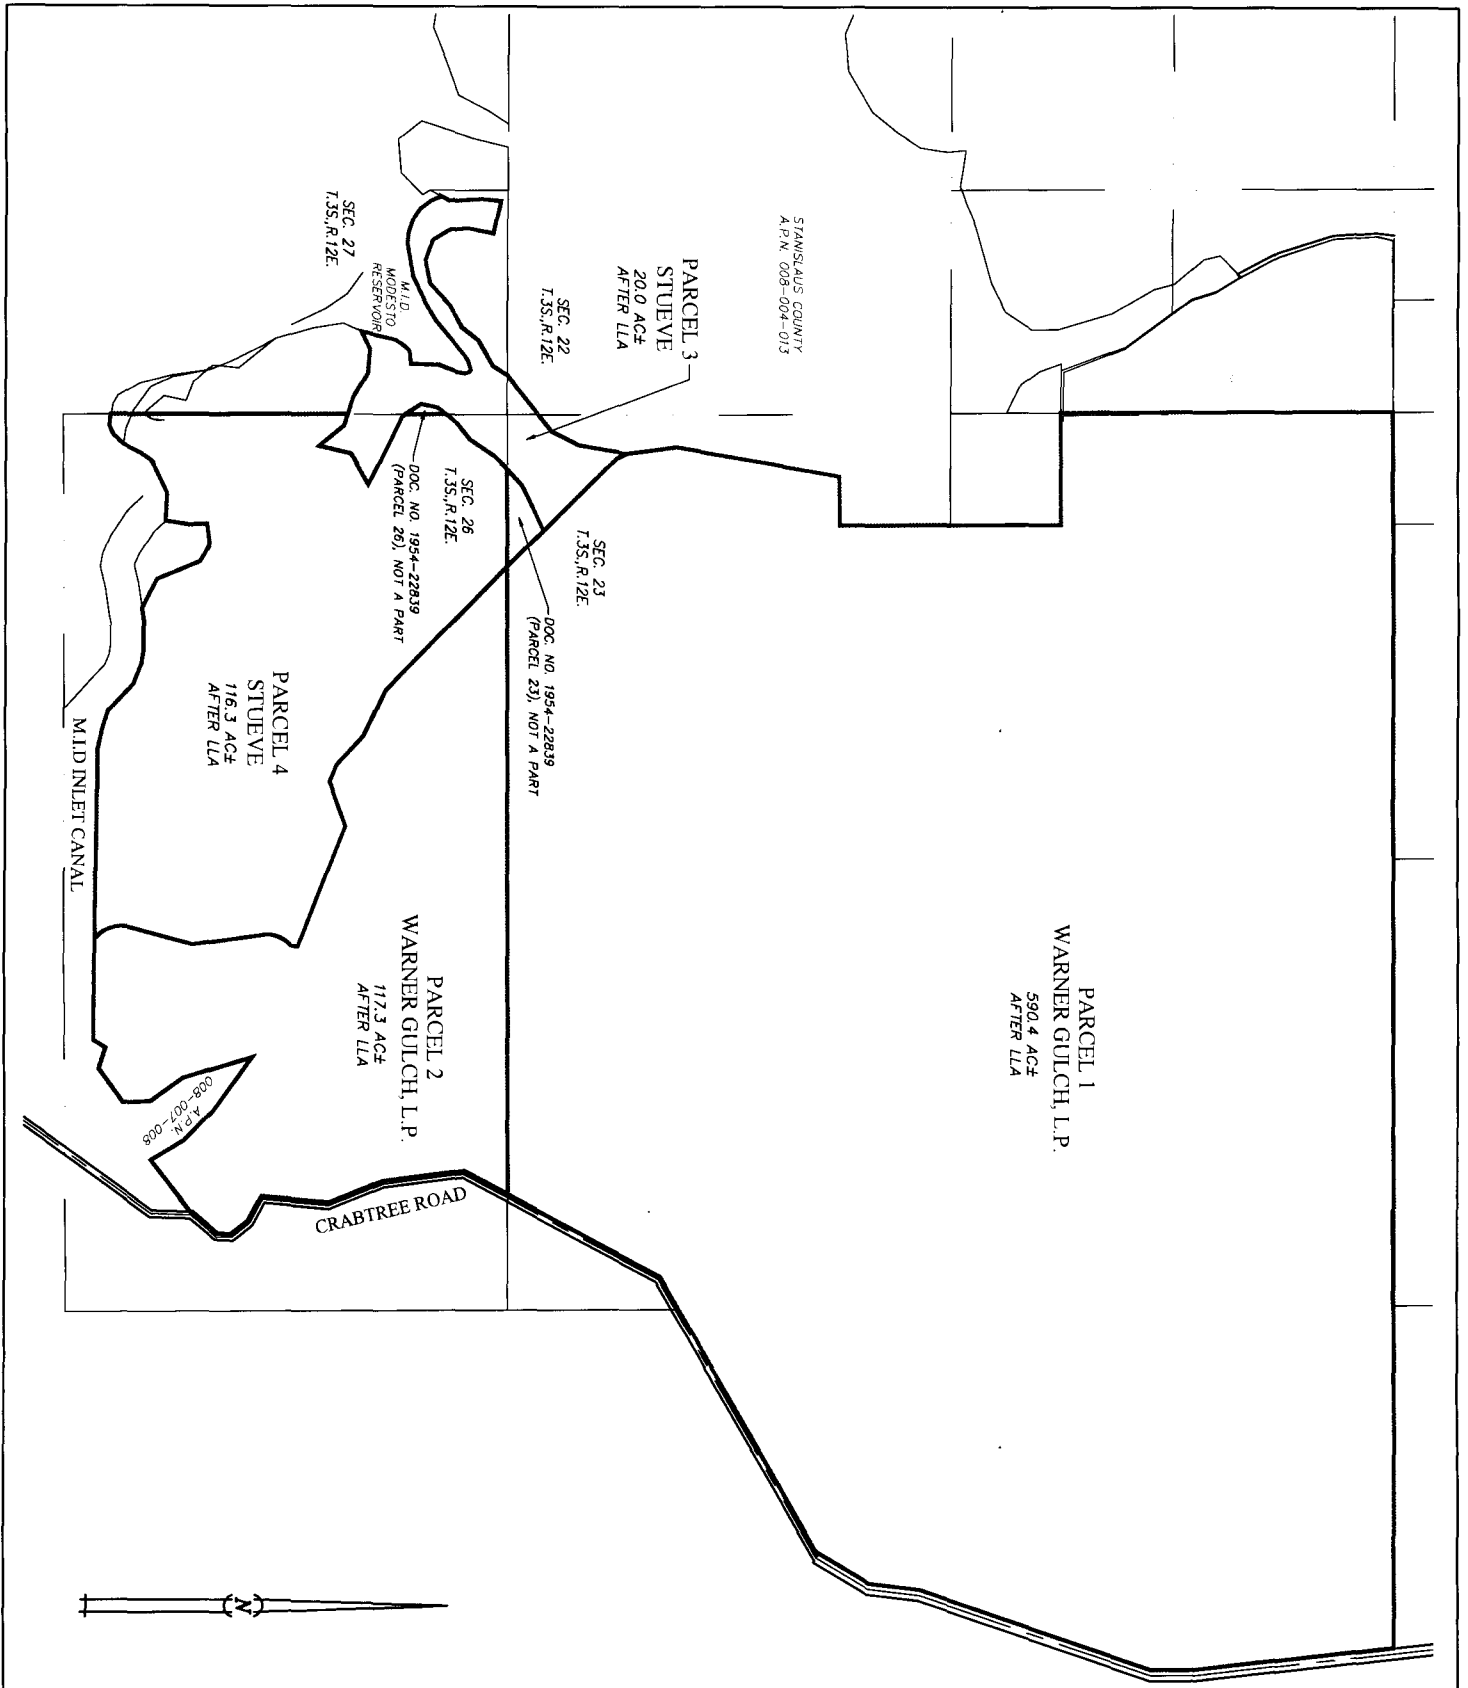 STANISLAUS COUNTY
A.P.N. 008-004-013
PARCEL 3
STUEVE
20.0 AC±
AFTER LLA
SEC. 22
T.3S.,R.12E.
SEC. 27
T.3S.,R.12E.
M.I.D.
MODESTO
RESERVOIR
SEC. 23
T.3S.,R.12E.
SEC. 26
T.3S.,R.12E.
DOC. NO. 1954-22839
(PARCEL 26), NOT A PART
DOC. NO. 1954-22839
(PARCEL 23), NOT A PART
PARCEL 4
STUEVE
116.3 AC±
AFTER LLA
M.I.D INLET CANAL
PARCEL 1
WARNER GULCH, L.P.
590.4 AC±
AFTER LLA
PARCEL 2
WARNER GULCH, L.P.
117.3 AC±
AFTER LLA
A.P.N.
008-007-008
CRABTREE ROAD
(N)